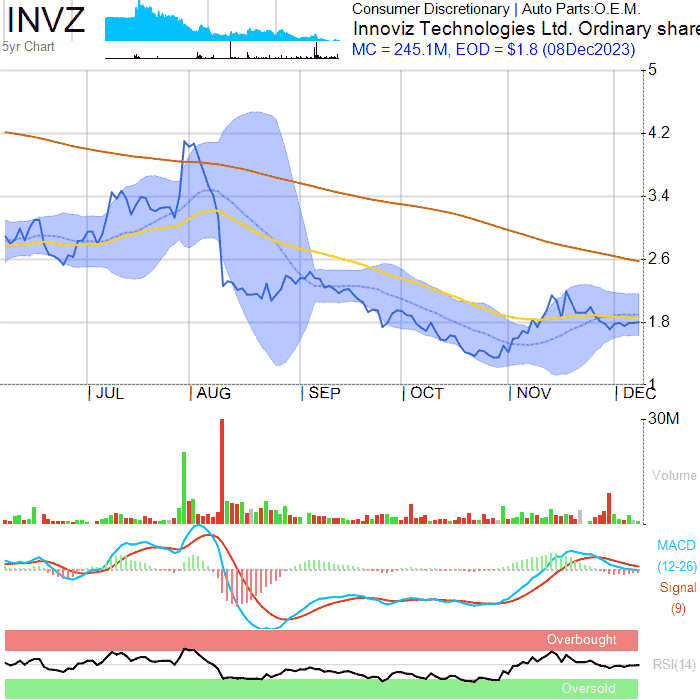 INVZ
5yr Chart
Consumer Discretionary | Auto Parts:O.E.M.
Innoviz Technologies Ltd. Ordinary share
MC = 245.1M, EOD = $1.8 (08Dec2023)
5
4.2
3.4
2.6
1.8
1
JUL AUG SEP OCT NOV DEC
30M
Volume
MACD
(12-26)
Signal
(9)
Overbought
RSI(14)
Oversold